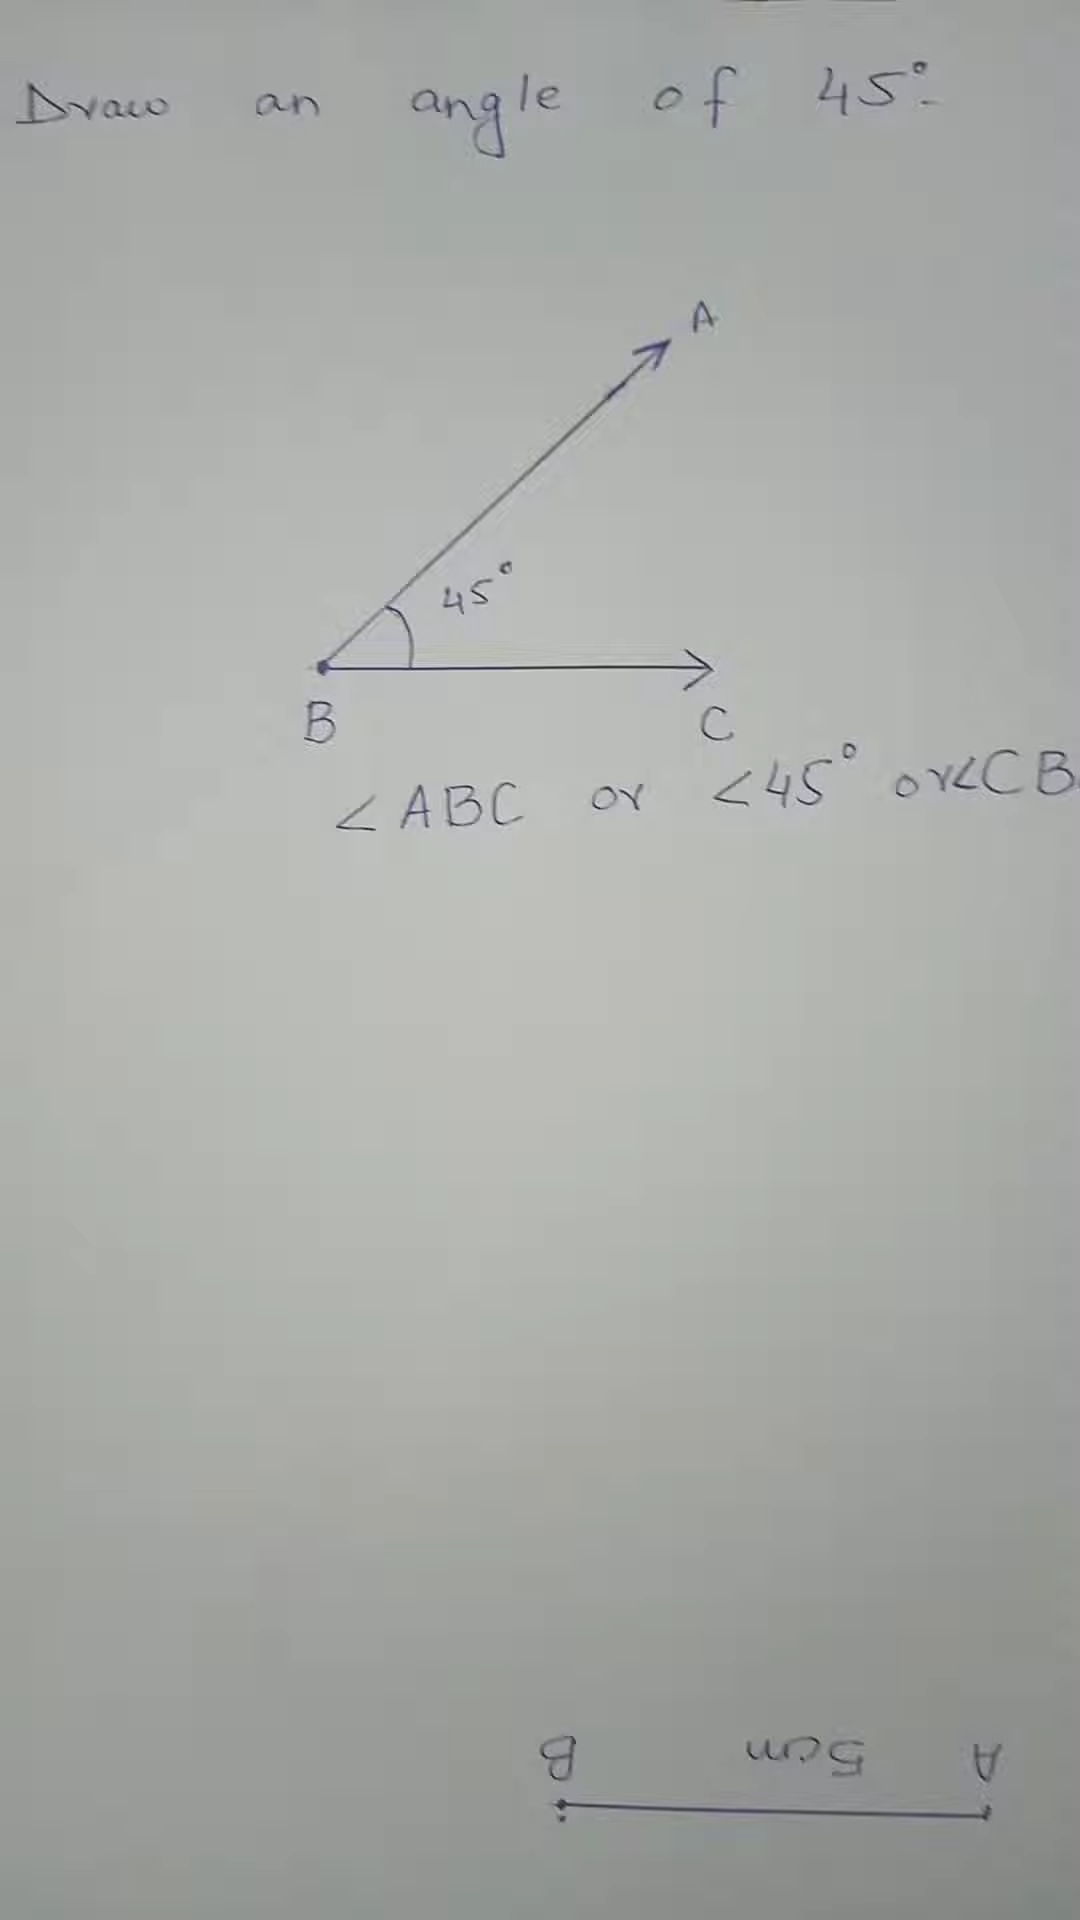 Draw an angle of 45°.
A
45°
B C
∠ABC or ∠45° or ∠CB
B 5cm A